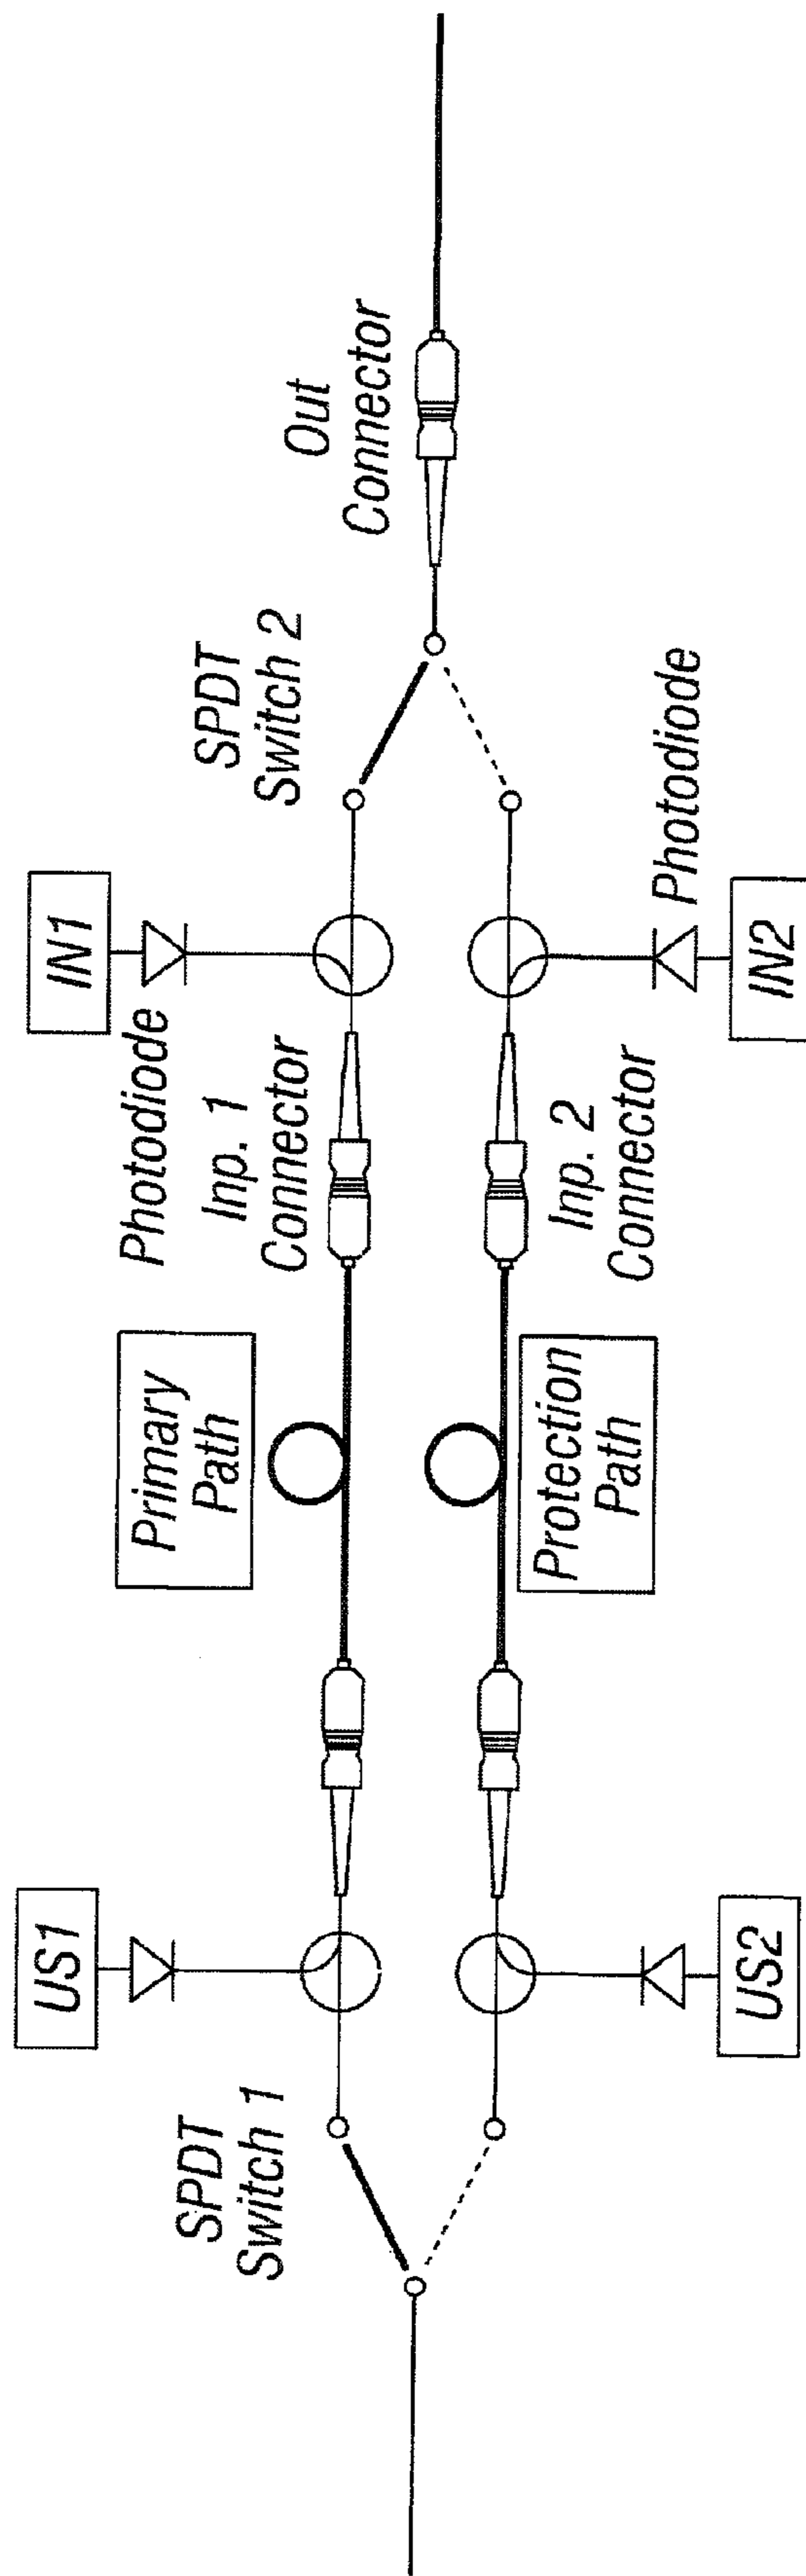 SPDT
Switch 1
US1
US2
Primary
Path
Protection
Path
Photodiode
Inp. 1
Connector
Inp. 2
Connector
IN1
IN2
Photodiode
SPDT
Switch 2
Out
Connector